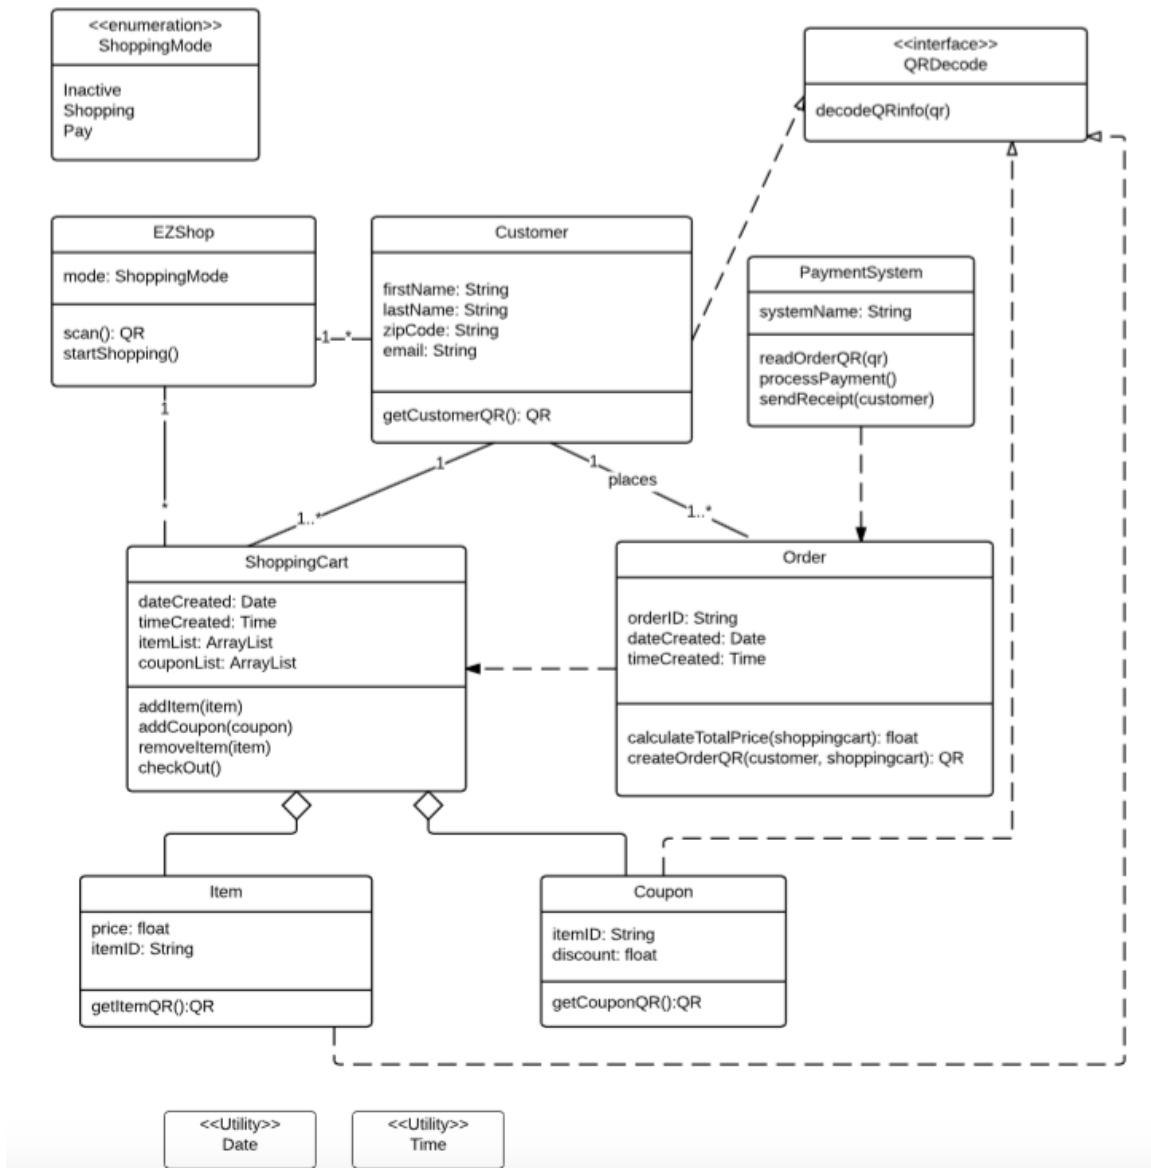 <<enumeration>>
ShoppingMode
Inactive
Shopping
Pay
<<interface>>
QRDecode
decodeQRinfo(qr)
EZShop
mode: ShoppingMode
scan(): QR
startShopping()
1
*
Customer
firstName: String
lastName: String
zipCode: String
email: String
getCustomerQR(): QR
PaymentSystem
systemName: String
readOrderQR(qr)
processPayment()
sendReceipt(customer)
1
*
1
1..*
1
places
1..*
ShoppingCart
dateCreated: Date
timeCreated: Time
itemList: ArrayList
couponList: ArrayList
addItem(item)
addCoupon(coupon)
removeItem(item)
checkOut()
Order
orderID: String
dateCreated: Date
timeCreated: Time
calculateTotalPrice(shoppingcart): float
createOrderQR(customer, shoppingcart): QR
Item
price: float
itemID: String
getItemQR():QR
Coupon
itemID: String
discount: float
getCouponQR():QR
<<Utility>>
Date
<<Utility>>
Time